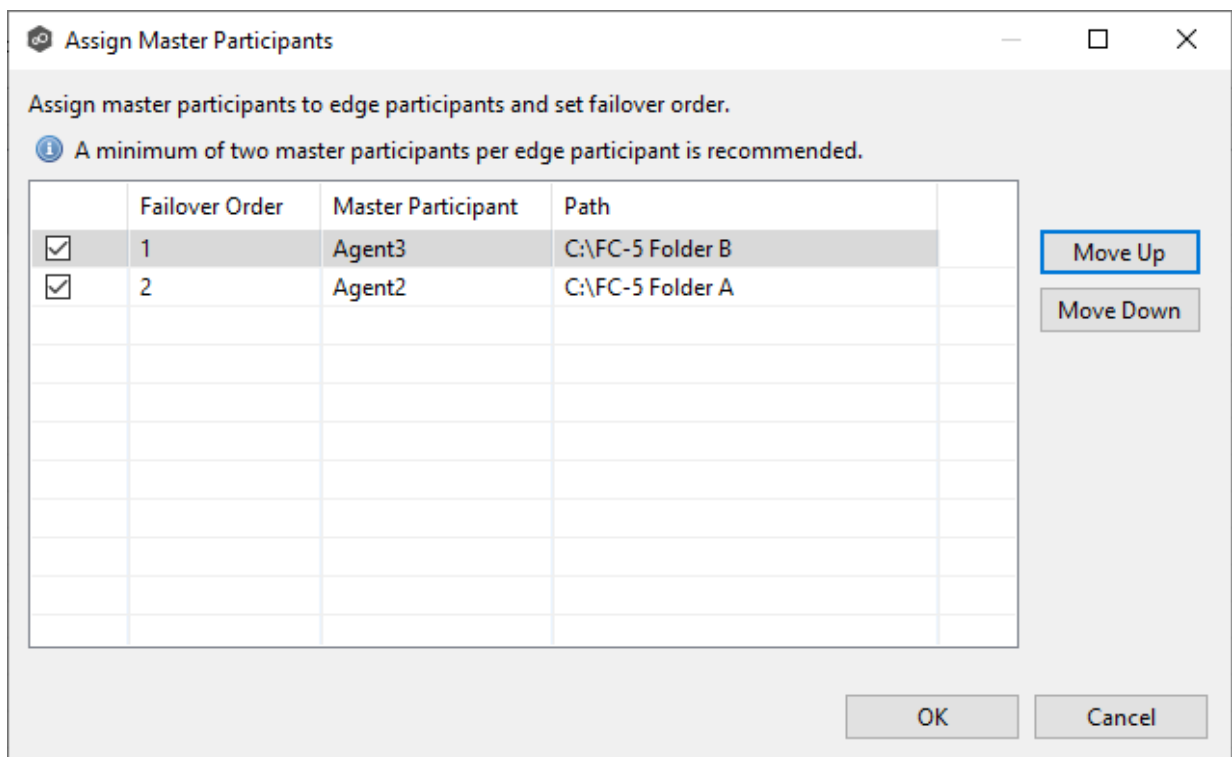 Assign Master Participants
Assign master participants to edge participants and set failover order.
A minimum of two master participants per edge participant is recommended.
Failover Order Master Participant Path
1 Agent3 C:\FC-5 Folder B
2 Agent2 C:\FC-5 Folder A
Move Up
Move Down
OK Cancel